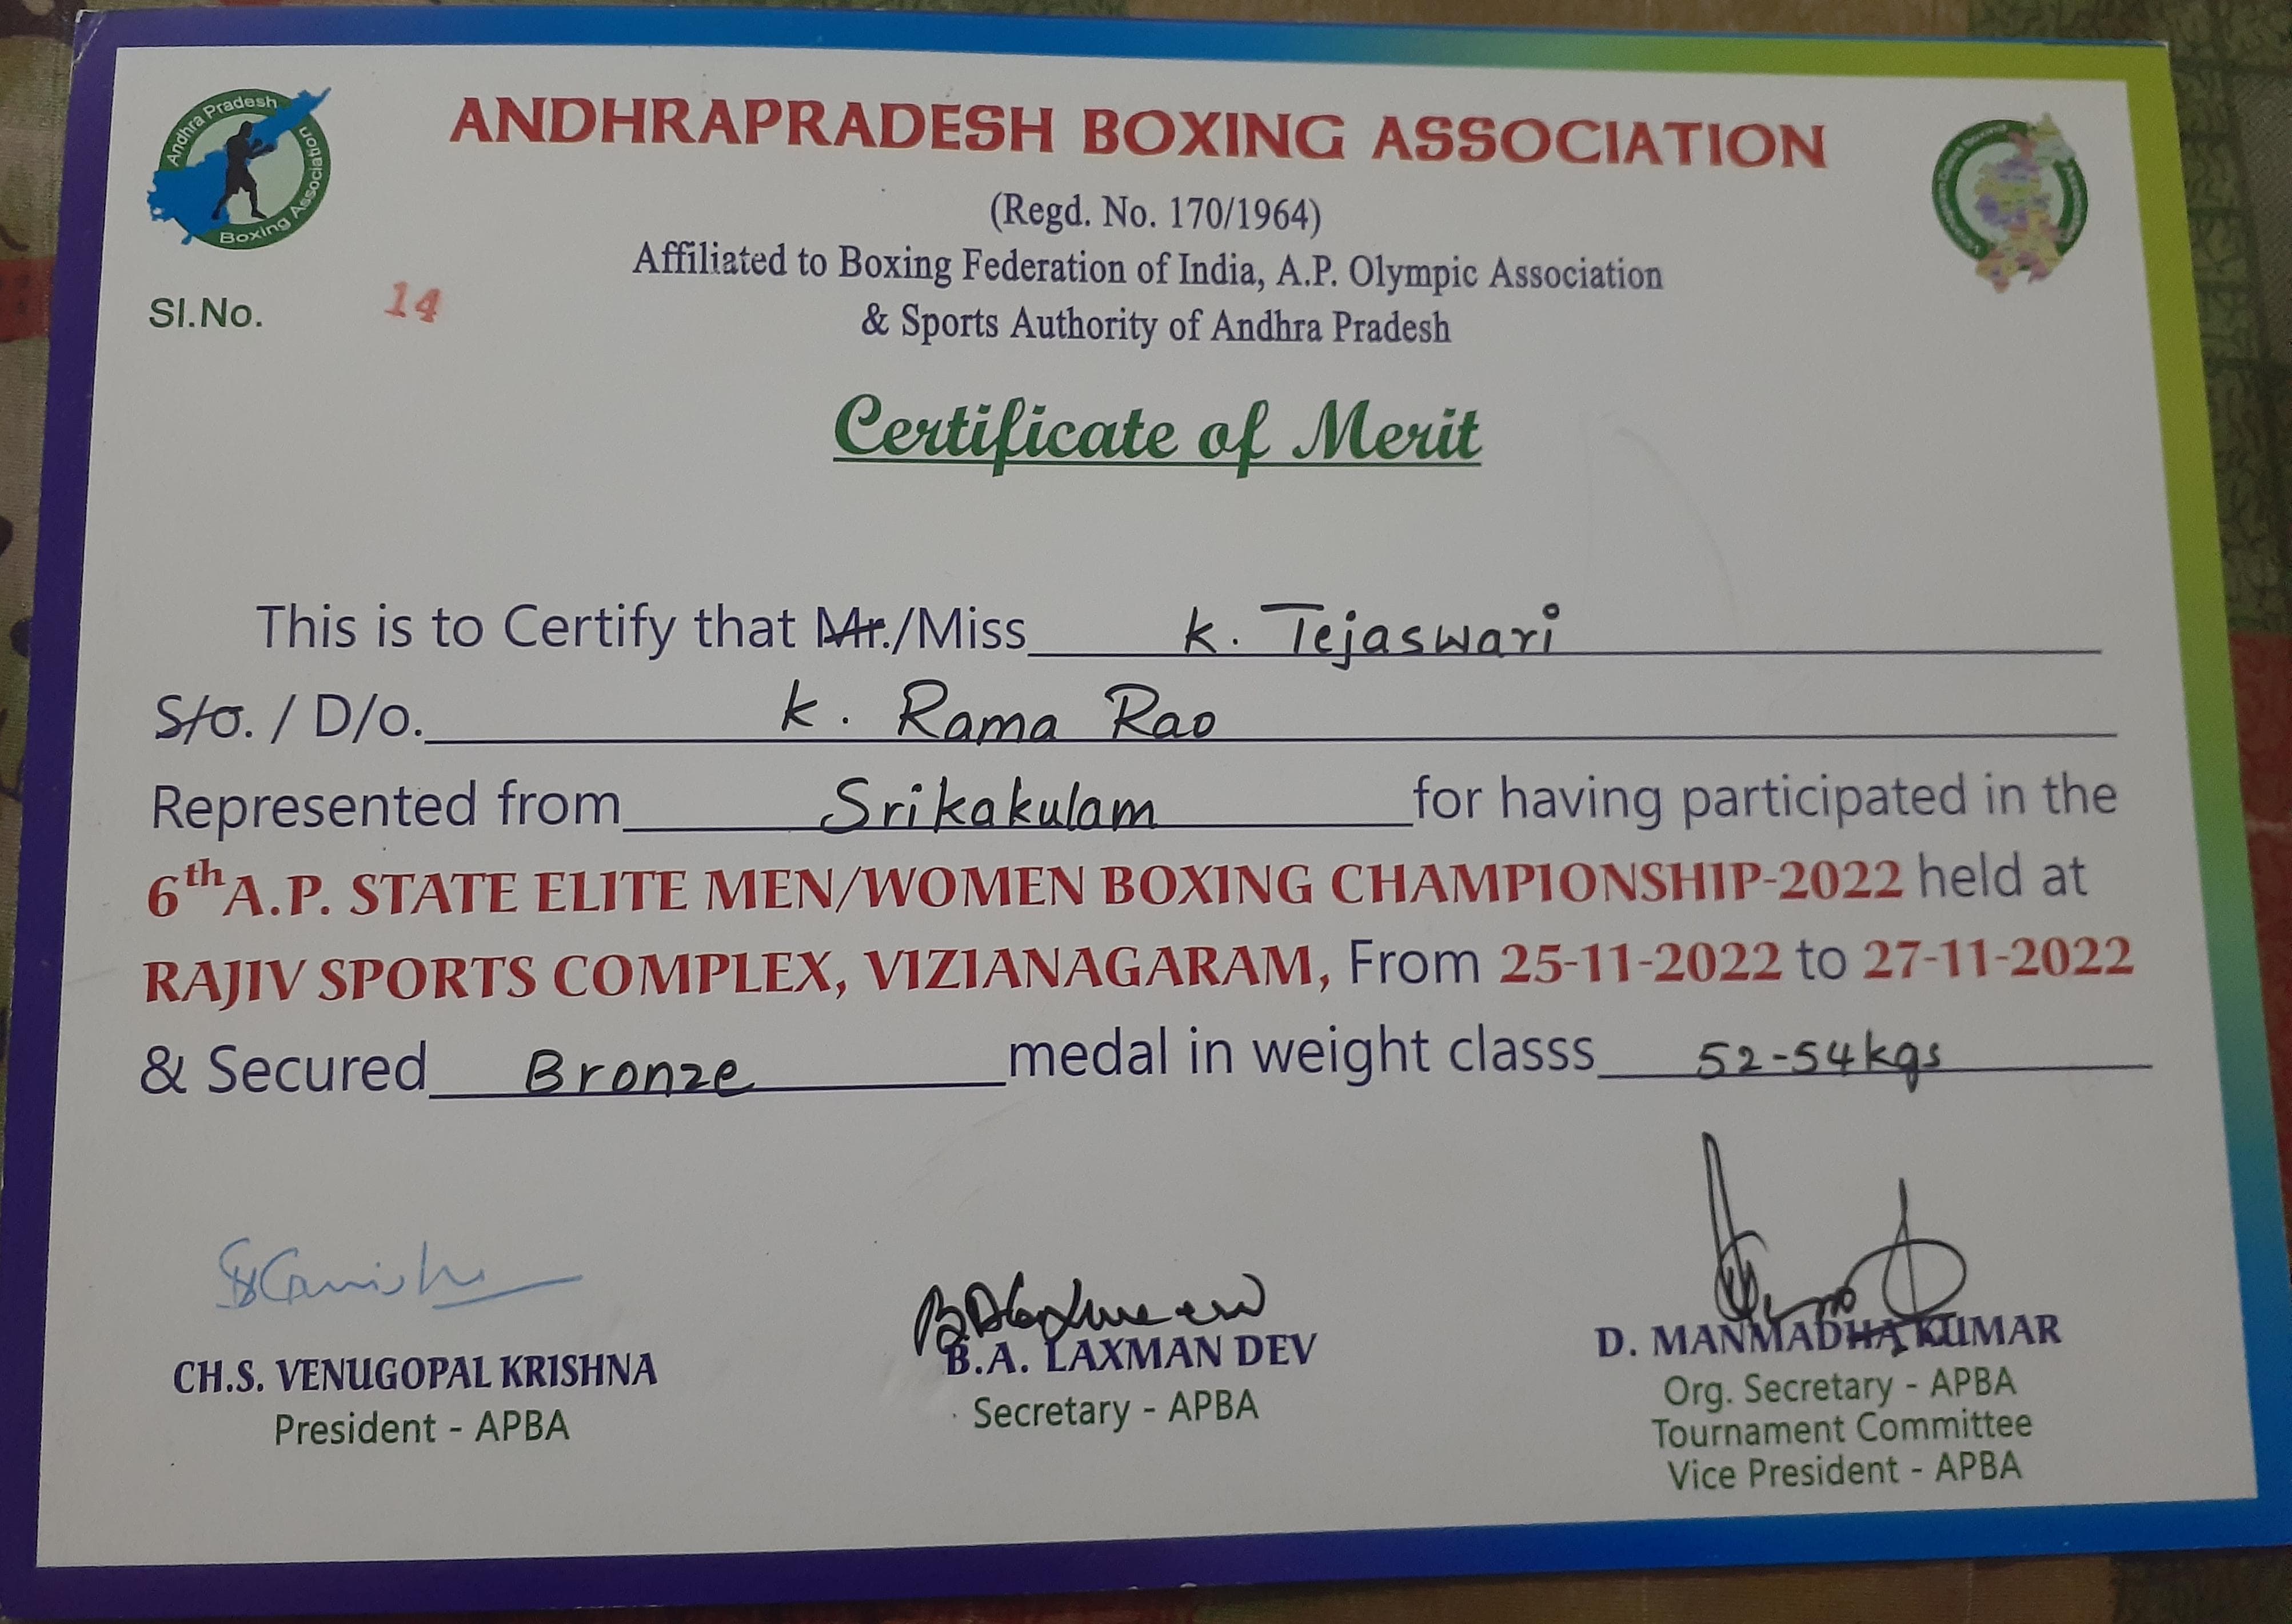 Andhra Pradesh Boxing Association
ANDHRAPRADESH BOXING ASSOCIATION
(Regd. No. 170/1964)
Affiliated to Boxing Federation of India, A.P. Olympic Association
& Sports Authority of Andhra Pradesh
Sl.No. 14
Certificate of Merit
This is to Certify that Mr./Miss K. Tejaswari
S/o. / D/o. K. Rama Rao
Represented from Srikakulam for having participated in the
6th A.P. STATE ELITE MEN/WOMEN BOXING CHAMPIONSHIP-2022 held at
RAJIV SPORTS COMPLEX, VIZIANAGARAM, From 25-11-2022 to 27-11-2022
& Secured Bronze medal in weight classs 52-54kgs
CH.S. VENUGOPAL KRISHNA
President - APBA
B.A. LAXMAN DEV
Secretary - APBA
D. MANMADHA KUMAR
Org. Secretary - APBA
Tournament Committee
Vice President - APBA